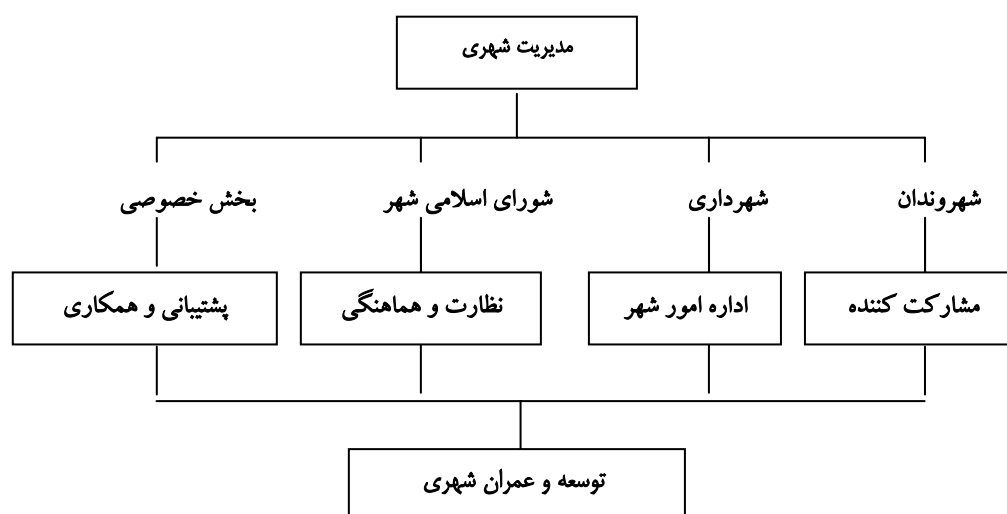 مدیریت شهری
شهروندان
شهرداری
شورای اسلامی شهر
بخش خصوصی
مشارکت کننده
اداره امور شهر
نظارت و هماهنگی
پشتیبانی و همکاری
توسعه و عمران شهری